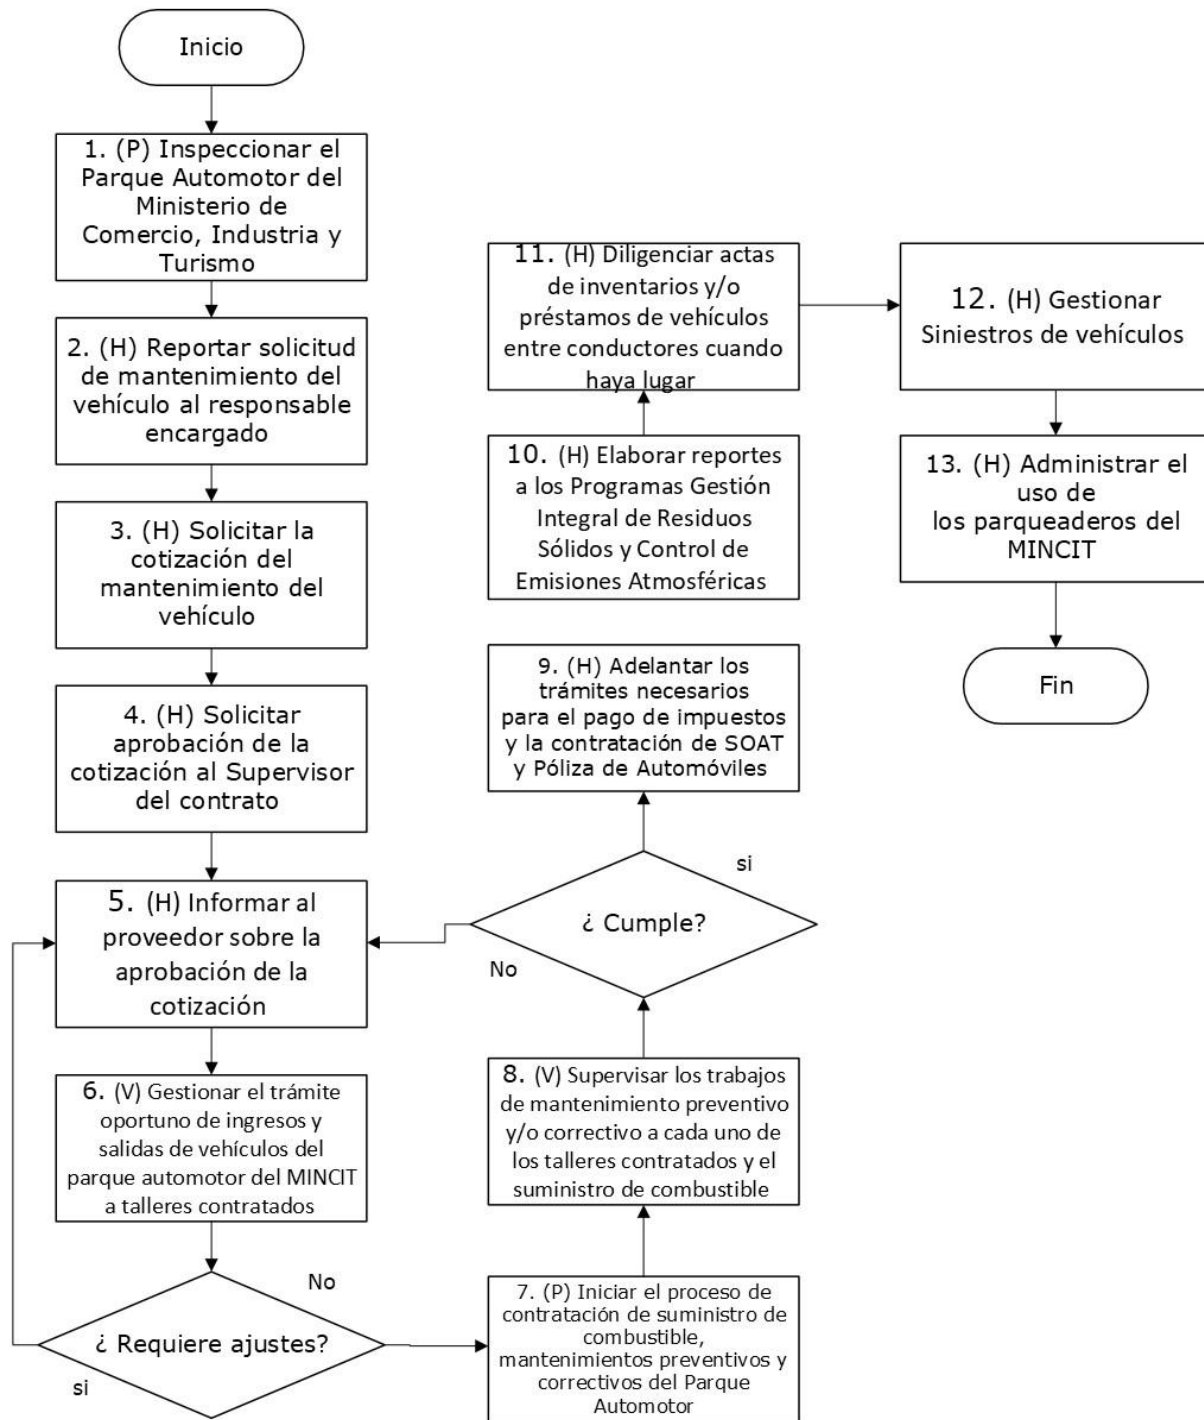 Inicio
1. (P) Inspeccionar el
Parque Automotor del
Ministerio de
Comercio, Industria y
Turismo
2. (H) Reportar solicitud
de mantenimiento del
vehículo al responsable
encargado
3. (H) Solicitar la
cotización del
mantenimiento del
vehículo
4. (H) Solicitar
aprobación de la
cotización al Supervisor
del contrato
5. (H) Informar al
proveedor sobre la
aprobación de la
cotización
6. (V) Gestionar el trámite
oportuno de ingresos y
salidas de vehículos del
parque automotor del MINCIT
a talleres contratados
¿ Requiere ajustes?
si
No
7. (P) Iniciar el proceso de
contratación de suministro de
combustible,
mantenimientos preventivos y
correctivos del Parque
Automotor
8. (V) Supervisar los trabajos
de mantenimiento preventivo
y/o correctivo a cada uno de
los talleres contratados y el
suministro de combustible
¿ Cumple?
No
si
9. (H) Adelantar los
trámites necesarios
para el pago de impuestos
y la contratación de SOAT
y Póliza de Automóviles
10. (H) Elaborar reportes
a los Programas Gestión
Integral de Residuos
Sólidos y Control de
Emisiones Atmosféricas
11. (H) Diligenciar actas
de inventarios y/o
préstamos de vehículos
entre conductores cuando
haya lugar
12. (H) Gestionar
Siniestros de vehículos
13. (H) Administrar el
uso de
los parqueaderos del
MINCIT
Fin